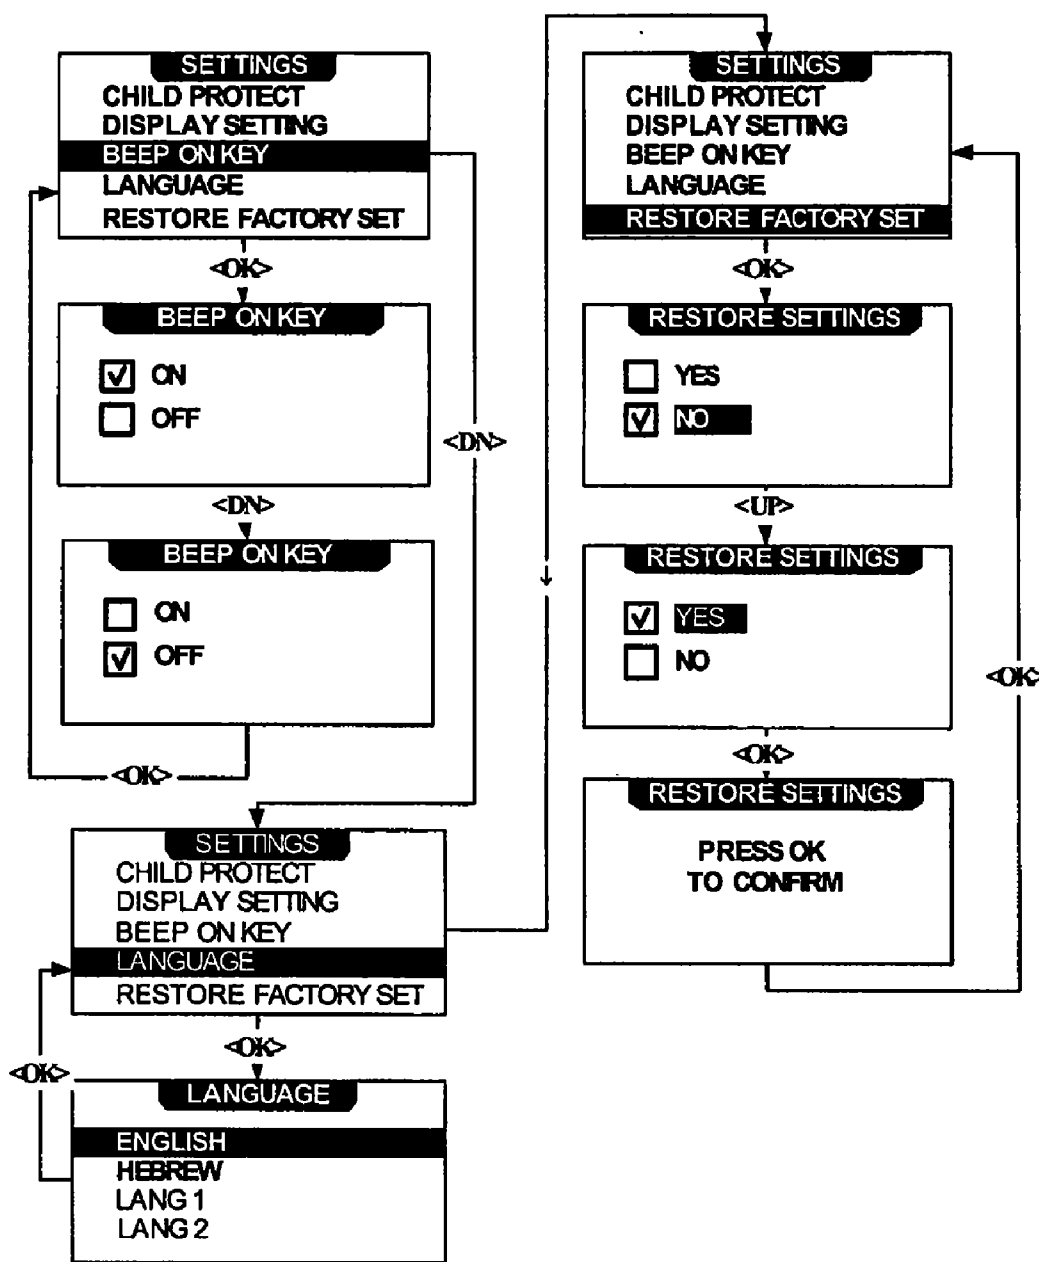 SETTINGS
CHILD PROTECT
DISPLAY SETTING
BEEP ON KEY
LANGUAGE
RESTORE FACTORY SET
<OK>
BEEP ON KEY
ON
OFF
<DN>
<DN>
BEEP ON KEY
ON
OFF
<OK>
SETTINGS
CHILD PROTECT
DISPLAY SETTING
BEEP ON KEY
LANGUAGE
RESTORE FACTORY SET
<OK>
<OK>
LANGUAGE
ENGLISH
HEBREW
LANG 1
LANG 2
SETTINGS
CHILD PROTECT
DISPLAY SETTING
BEEP ON KEY
LANGUAGE
RESTORE FACTORY SET
<OK>
RESTORE SETTINGS
YES
NO
<UP>
RESTORE SETTINGS
YES
NO
<OK>
<OK>
RESTORE SETTINGS
PRESS OK
TO CONFIRM